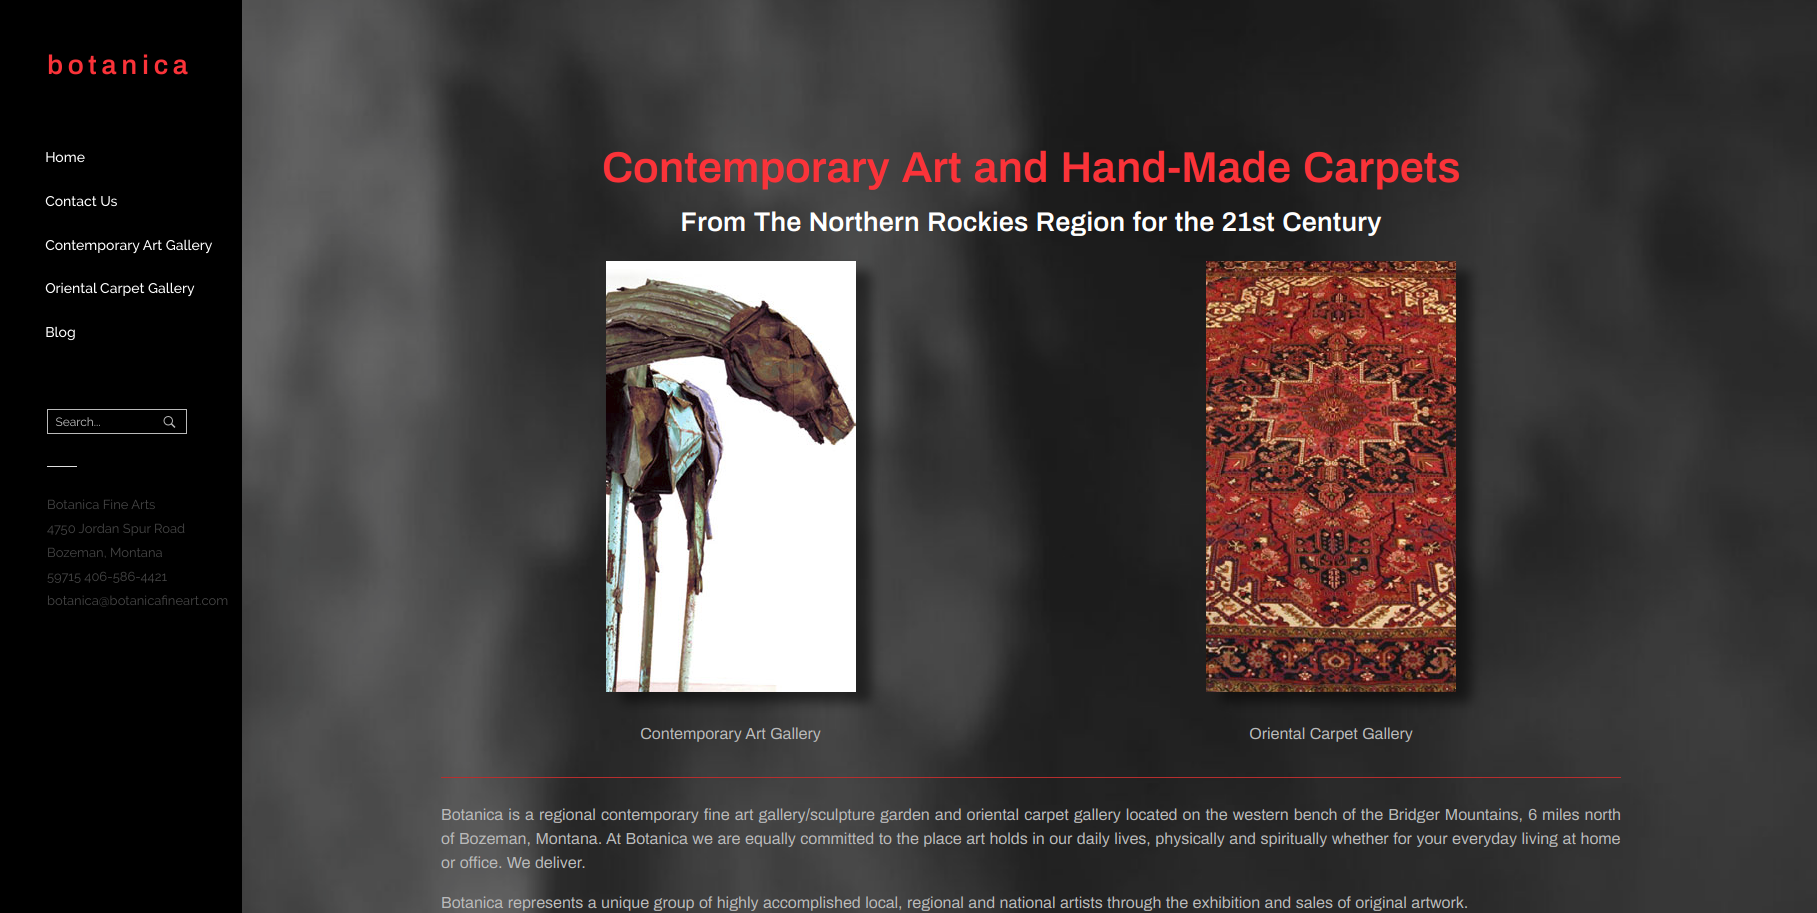 botanica
Home
Contact Us
Contemporary Art Gallery
Oriental Carpet Gallery
Blog
Search...
Botanica Fine Arts
4750 Jordan Spur Road
Bozeman, Montana
59715 406-586-4421
botanica@botanicafineart.com
Contemporary Art and Hand-Made Carpets
From The Northern Rockies Region for the 21st Century
Contemporary Art Gallery
Oriental Carpet Gallery
Botanica is a regional contemporary fine art gallery/sculpture garden and oriental carpet gallery located on the western bench of the Bridger Mountains, 6 miles north
of Bozeman, Montana. At Botanica we are equally committed to the place art holds in our daily lives, physically and spiritually whether for your everyday living at home
or office. We deliver.
Botanica represents a unique group of highly accomplished local, regional and national artists through the exhibition and sales of original artwork.